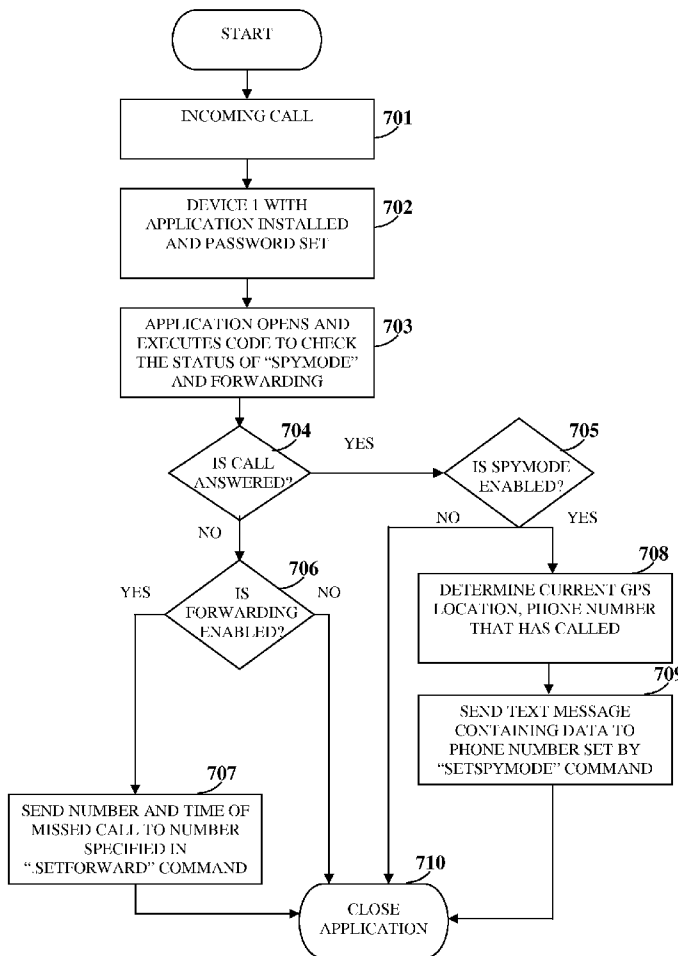 START
INCOMING CALL
701
DEVICE 1 WITH
APPLICATION INSTALLED
AND PASSWORD SET
702
APPLICATION OPENS AND
EXECUTES CODE TO CHECK
THE STATUS OF “SPYMODE”
AND FORWARDING
703
704
IS CALL
ANSWERED?
YES
705
IS SPYMODE
ENABLED?
NO
NO
YES
706
IS
FORWARDING
ENABLED?
YES
NO
708
DETERMINE CURRENT GPS
LOCATION, PHONE NUMBER
THAT HAS CALLED
709
SEND TEXT MESSAGE
CONTAINING DATA TO
PHONE NUMBER SET BY
“SETSPYMODE” COMMAND
707
SEND NUMBER AND TIME OF
MISSED CALL TO NUMBER
SPECIFIED IN
“.SETFORWARD” COMMAND
710
CLOSE
APPLICATION